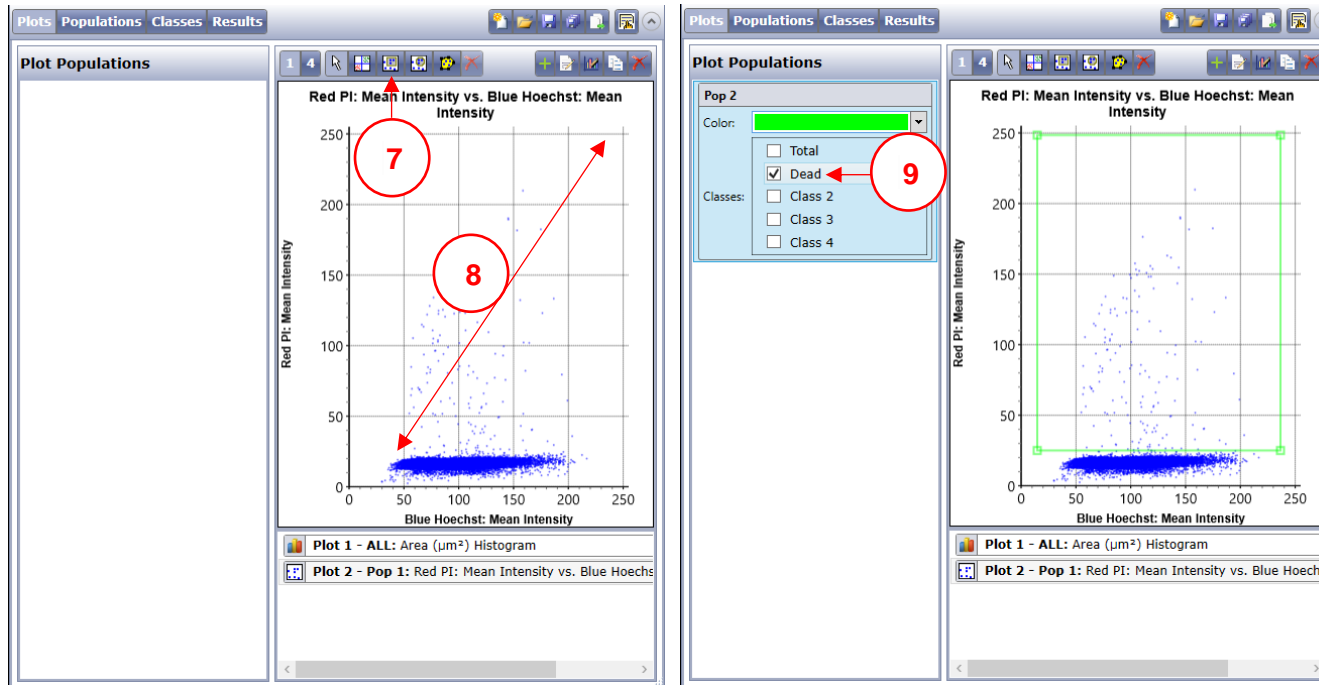 Plots Populations Classes Results
Plot Populations
1 4
Red PI: Mean Intensity vs. Blue Hoechst: Mean
Intensity
250
200
150
100
50
0
0 50 100 150 200 250
Red PI: Mean Intensity
Blue Hoechst: Mean Intensity
7
8
Plot 1 - ALL: Area (µm²) Histogram
Plot 2 - Pop 1: Red PI: Mean Intensity vs. Blue Hoechs
Plots Populations Classes Results
Plot Populations
Pop 2
Color:
Classes:
Total
Dead
Class 2
Class 3
Class 4
9
1 4
Red PI: Mean Intensity vs. Blue Hoechst: Mean
Intensity
250
200
150
100
50
0
0 50 100 150 200 250
Red PI: Mean Intensity
Blue Hoechst: Mean Intensity
Plot 1 - ALL: Area (µm²) Histogram
Plot 2 - Pop 1: Red PI: Mean Intensity vs. Blue Hoech